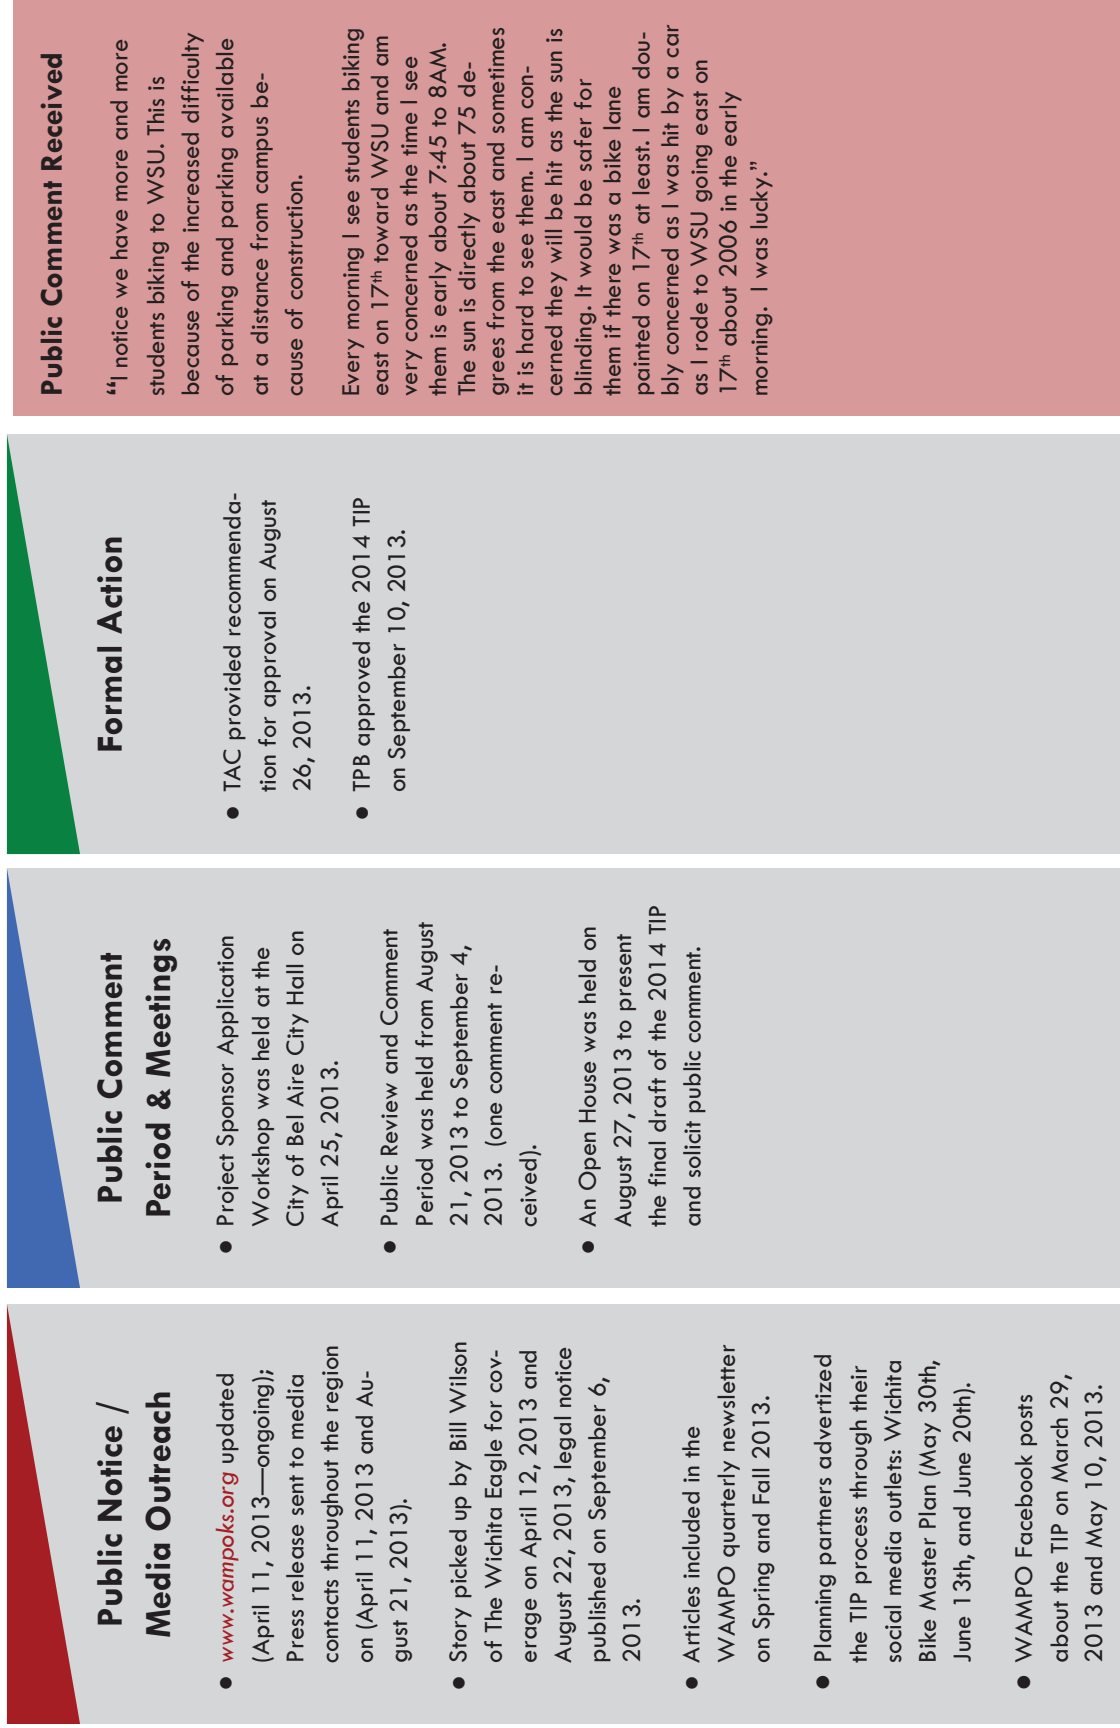 Public Notice /
Media Outreach
● www.wampoks.org updated
(April 11, 2013—ongoing);
Press release sent to media
contacts throughout the region
on (April 11, 2013 and Au-
gust 21, 2013).
● Story picked up by Bill Wilson
of The Wichita Eagle for cov-
erage on April 12, 2013 and
August 22, 2013, legal notice
published on September 6,
2013.
● Articles included in the
WAMPO quarterly newsletter
on Spring and Fall 2013.
● Planning partners advertized
the TIP process through their
social media outlets: Wichita
Bike Master Plan (May 30th,
June 13th, and June 20th).
● WAMPO Facebook posts
about the TIP on March 29,
2013 and May 10, 2013.
Public Comment
Period & Meetings
● Project Sponsor Application
Workshop was held at the
City of Bel Aire City Hall on
April 25, 2013.
● Public Review and Comment
Period was held from August
21, 2013 to September 4,
2013.  (one comment re-
ceived).
● An Open House was held on
August 27, 2013 to present
the final draft of the 2014 TIP
and solicit public comment.
Formal Action
● TAC provided recommenda-
tion for approval on August
26, 2013.
● TPB approved the 2014 TIP
on September 10, 2013.
Public Comment Received
“I notice we have more and more
students biking to WSU. This is
because of the increased difficulty
of parking and parking available
at a distance from campus be-
cause of construction.
Every morning I see students biking
east on 17th toward WSU and am
very concerned as the time I see
them is early about 7:45 to 8AM.
The sun is directly about 75 de-
grees from the east and sometimes
it is hard to see them. I am con-
cerned they will be hit as the sun is
blinding. It would be safer for
them if there was a bike lane
painted on 17th at least. I am dou-
bly concerned as I was hit by a car
as I rode to WSU going east on
17th about 2006 in the early
morning.  I was lucky.”